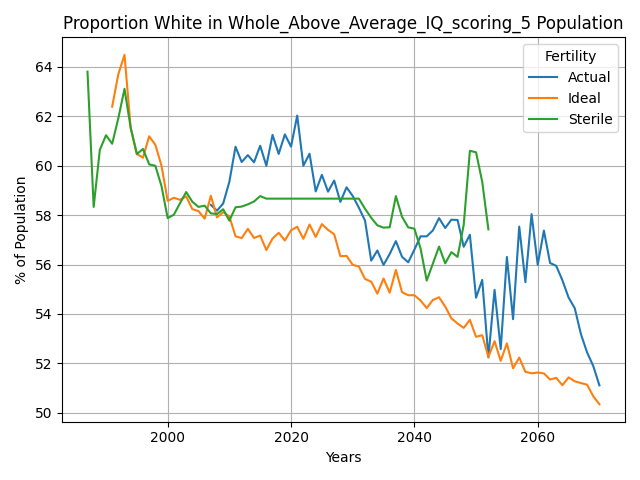 Proportion White in Whole_Above_Average_IQ_scoring_5 Population
Fertility
Actual
Ideal
Sterile
% of Population
64
62
60
58
56
54
52
50
2000
2020
2040
2060
Years